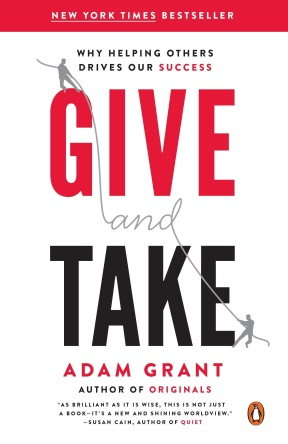 NEW YORK TIMES BESTSELLER
WHY HELPING OTHERS
DRIVES OUR SUCCESS
GIVE
and
TAKE
ADAM GRANT
AUTHOR OF ORIGINALS
"AS BRILLIANT AS IT IS WISE, THIS IS NOT JUST
A BOOK—IT'S A NEW AND SHINING WORLDVIEW."
—SUSAN CAIN, AUTHOR OF QUIET